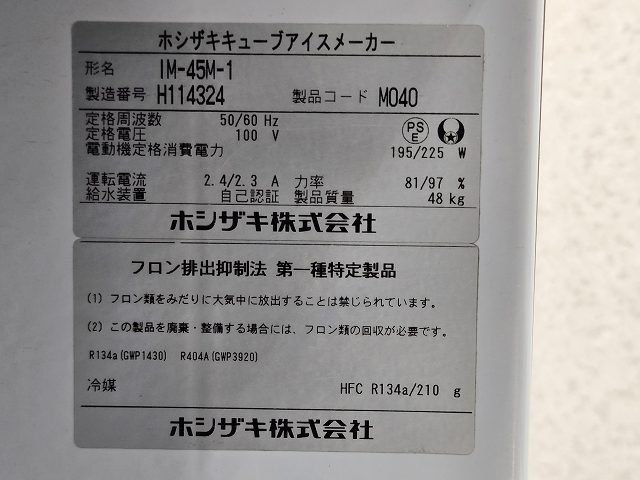 ホシザキキューブアイスメーカー
形名 IM-45M-1
製造番号 H114324 製品コード M040
定格周波数 50/60 Hz
定格電圧 100 V
電動機定格消費電力 195/225 W
PS
E
運転電流 2.4/2.3 A 力率 81/97 %
給水装置 自己認証 製品質量 48 kg
ホシザキ株式会社
フロン排出抑制法 第一種特定製品
(1) フロン類をみだりに大気中に放出することは禁じられています。
(2) この製品を廃棄・整備する場合には、フロン類の回収が必要です。
R134a(GWP1430) R404A(GWP3920)
冷媒 HFC R134a/210 g
ホシザキ株式会社